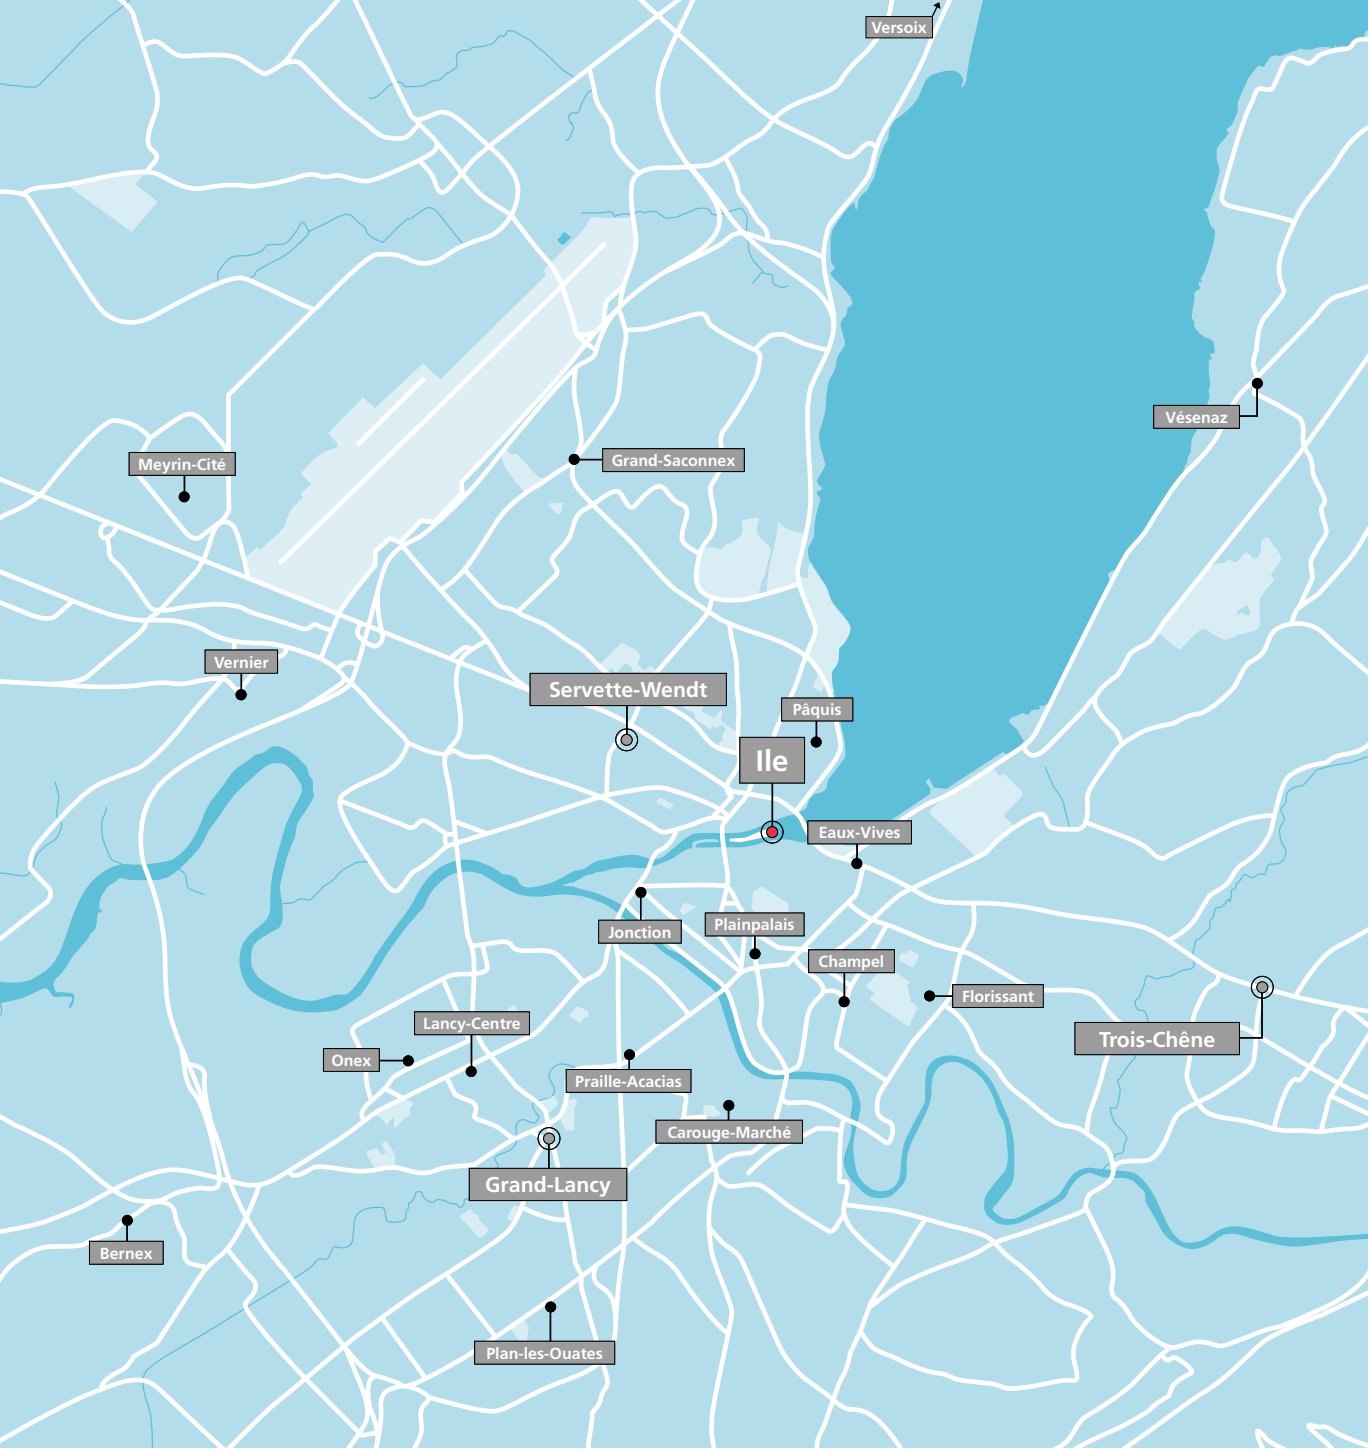 Versoix
Vésenaz
Meyrin-Cité
Grand-Saconnex
Vernier
Servette-Wendt
Pâquis
Ile
Eaux-Vives
Jonction
Plainpalais
Champel
Florissant
Lancy-Centre
Trois-Chêne
Onex
Praille-Acacias
Carouge-Marché
Grand-Lancy
Bernex
Plan-les-Ouates